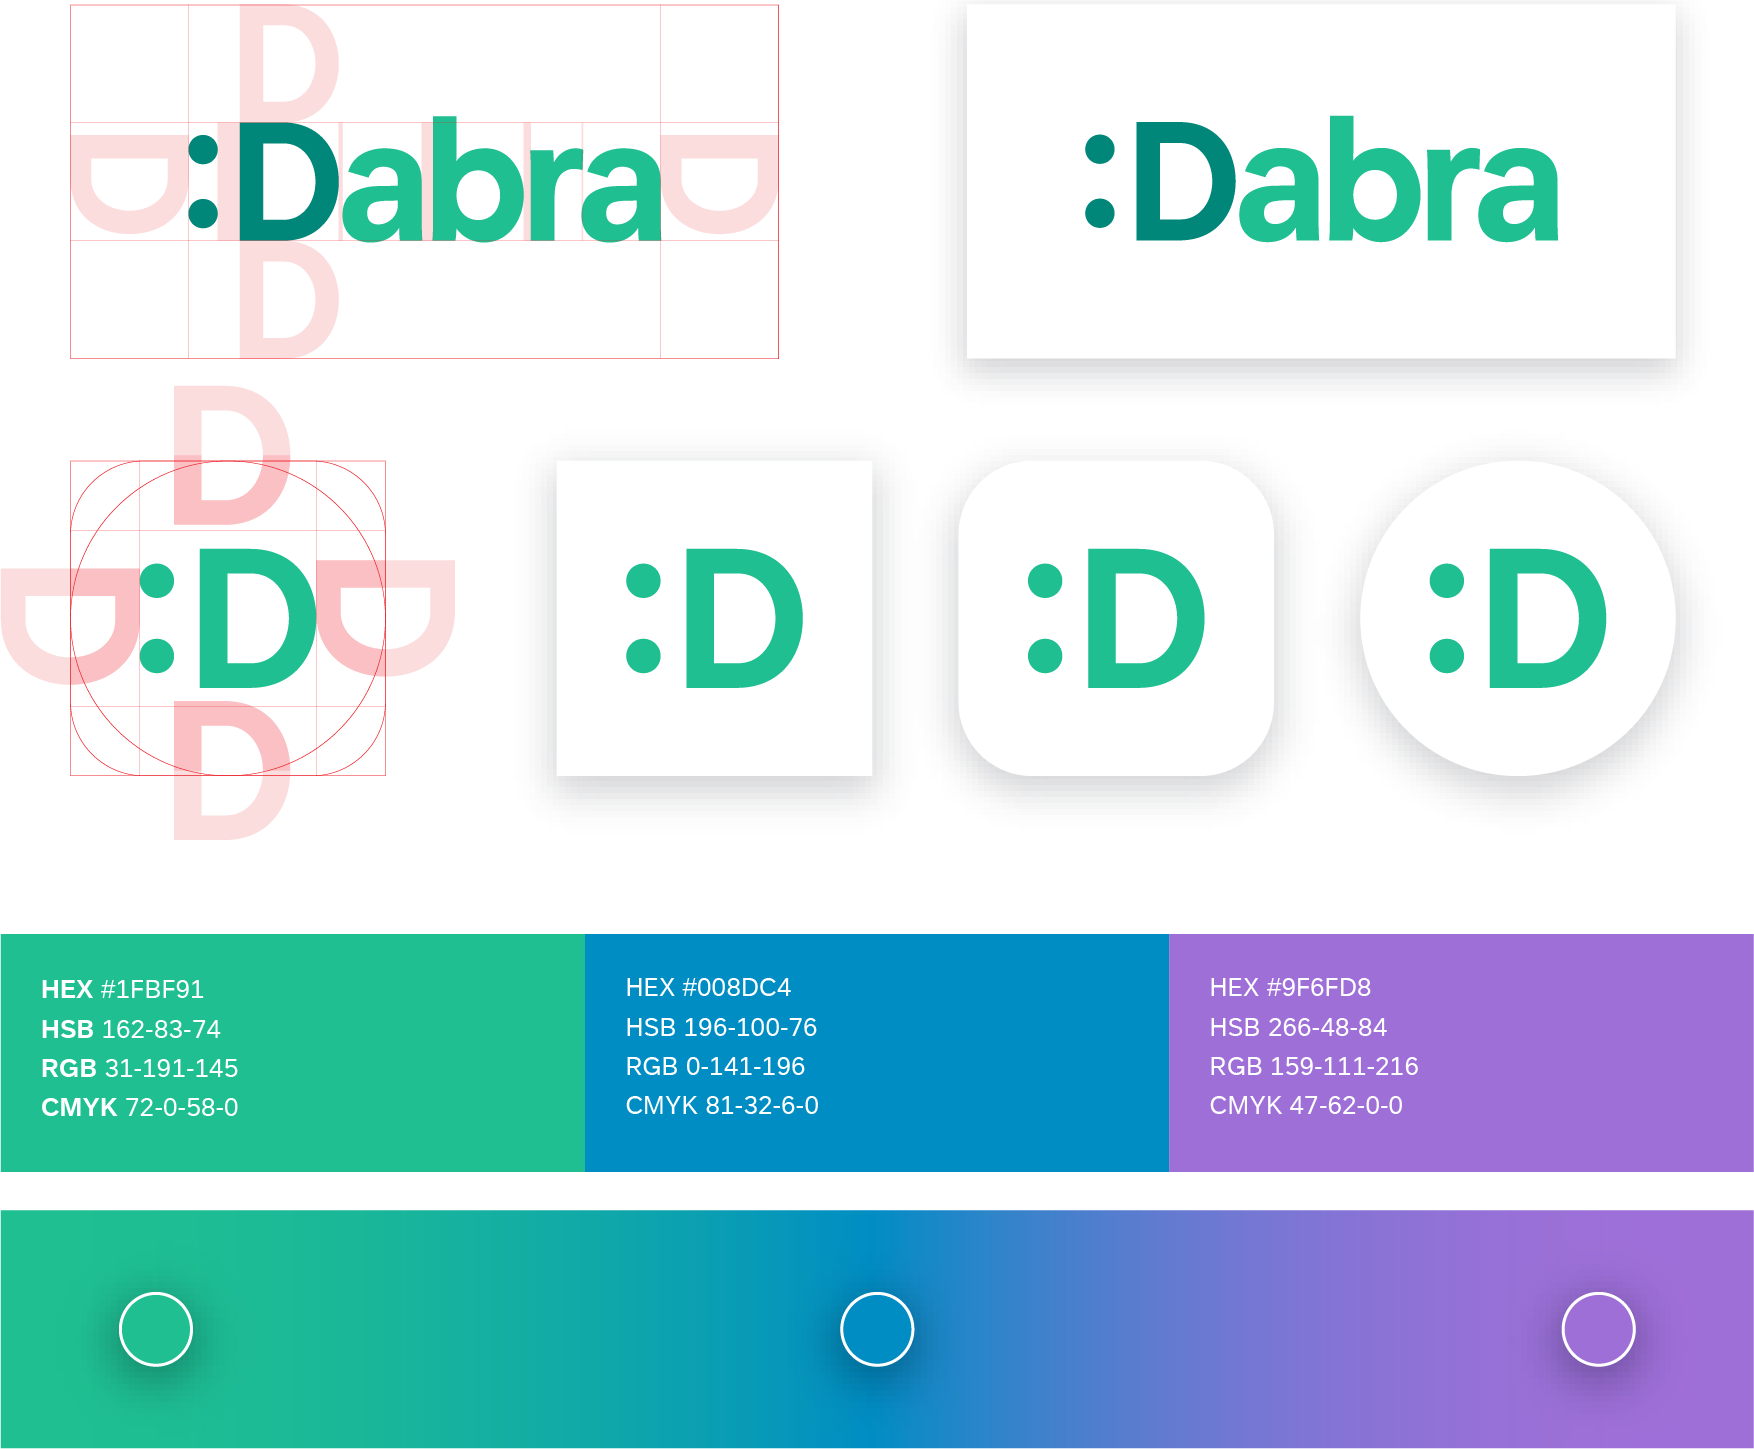 D
D :Dabra D
D
:Dabra
D
D :D D
D
:D
:D
:D
HEX #1FBF91
HSB 162-83-74
RGB 31-191-145
CMYK 72-0-58-0
HEX #008DC4
HSB 196-100-76
RGB 0-141-196
CMYK 81-32-6-0
HEX #9F6FD8
HSB 266-48-84
RGB 159-111-216
CMYK 47-62-0-0